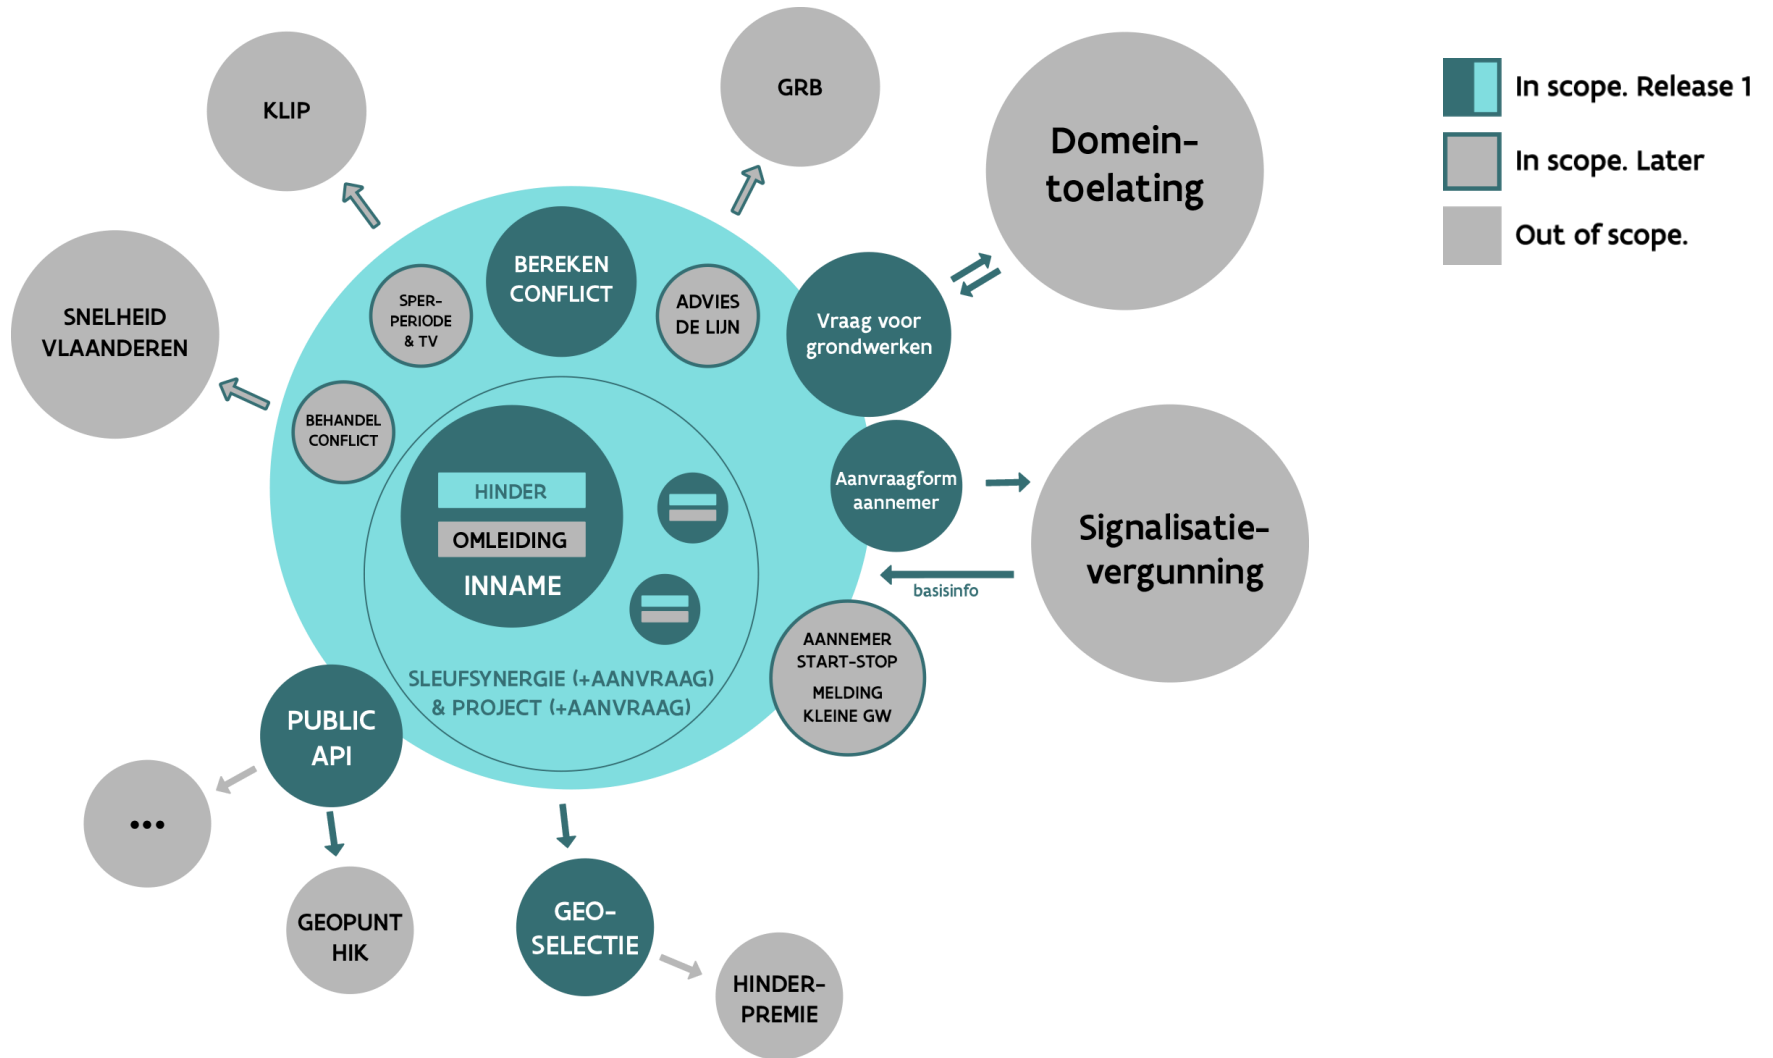 KLIP
GRB
Domein-
toelating
In scope. Release 1
In scope. Later
Out of scope.
SNELHEID
VLAANDEREN
SPER-
PERIODE
& TV
BEREKEN
CONFLICT
ADVIES
DE LIJN
Vraag voor
grondwerken
BEHANDEL
CONFLICT
HINDER
OMLEIDING
INNAME
Aanvraagform
aannemer
Signalisatie-
vergunning
basisinfo
AANNEMER
START-STOP
MELDING
KLEINE GW
SLEUFSYNERGIE (+AANVRAAG)
& PROJECT (+AANVRAAG)
PUBLIC
API
...
GEOPUNT
HIK
GEO-
SELECTIE
HINDER-
PREMIE